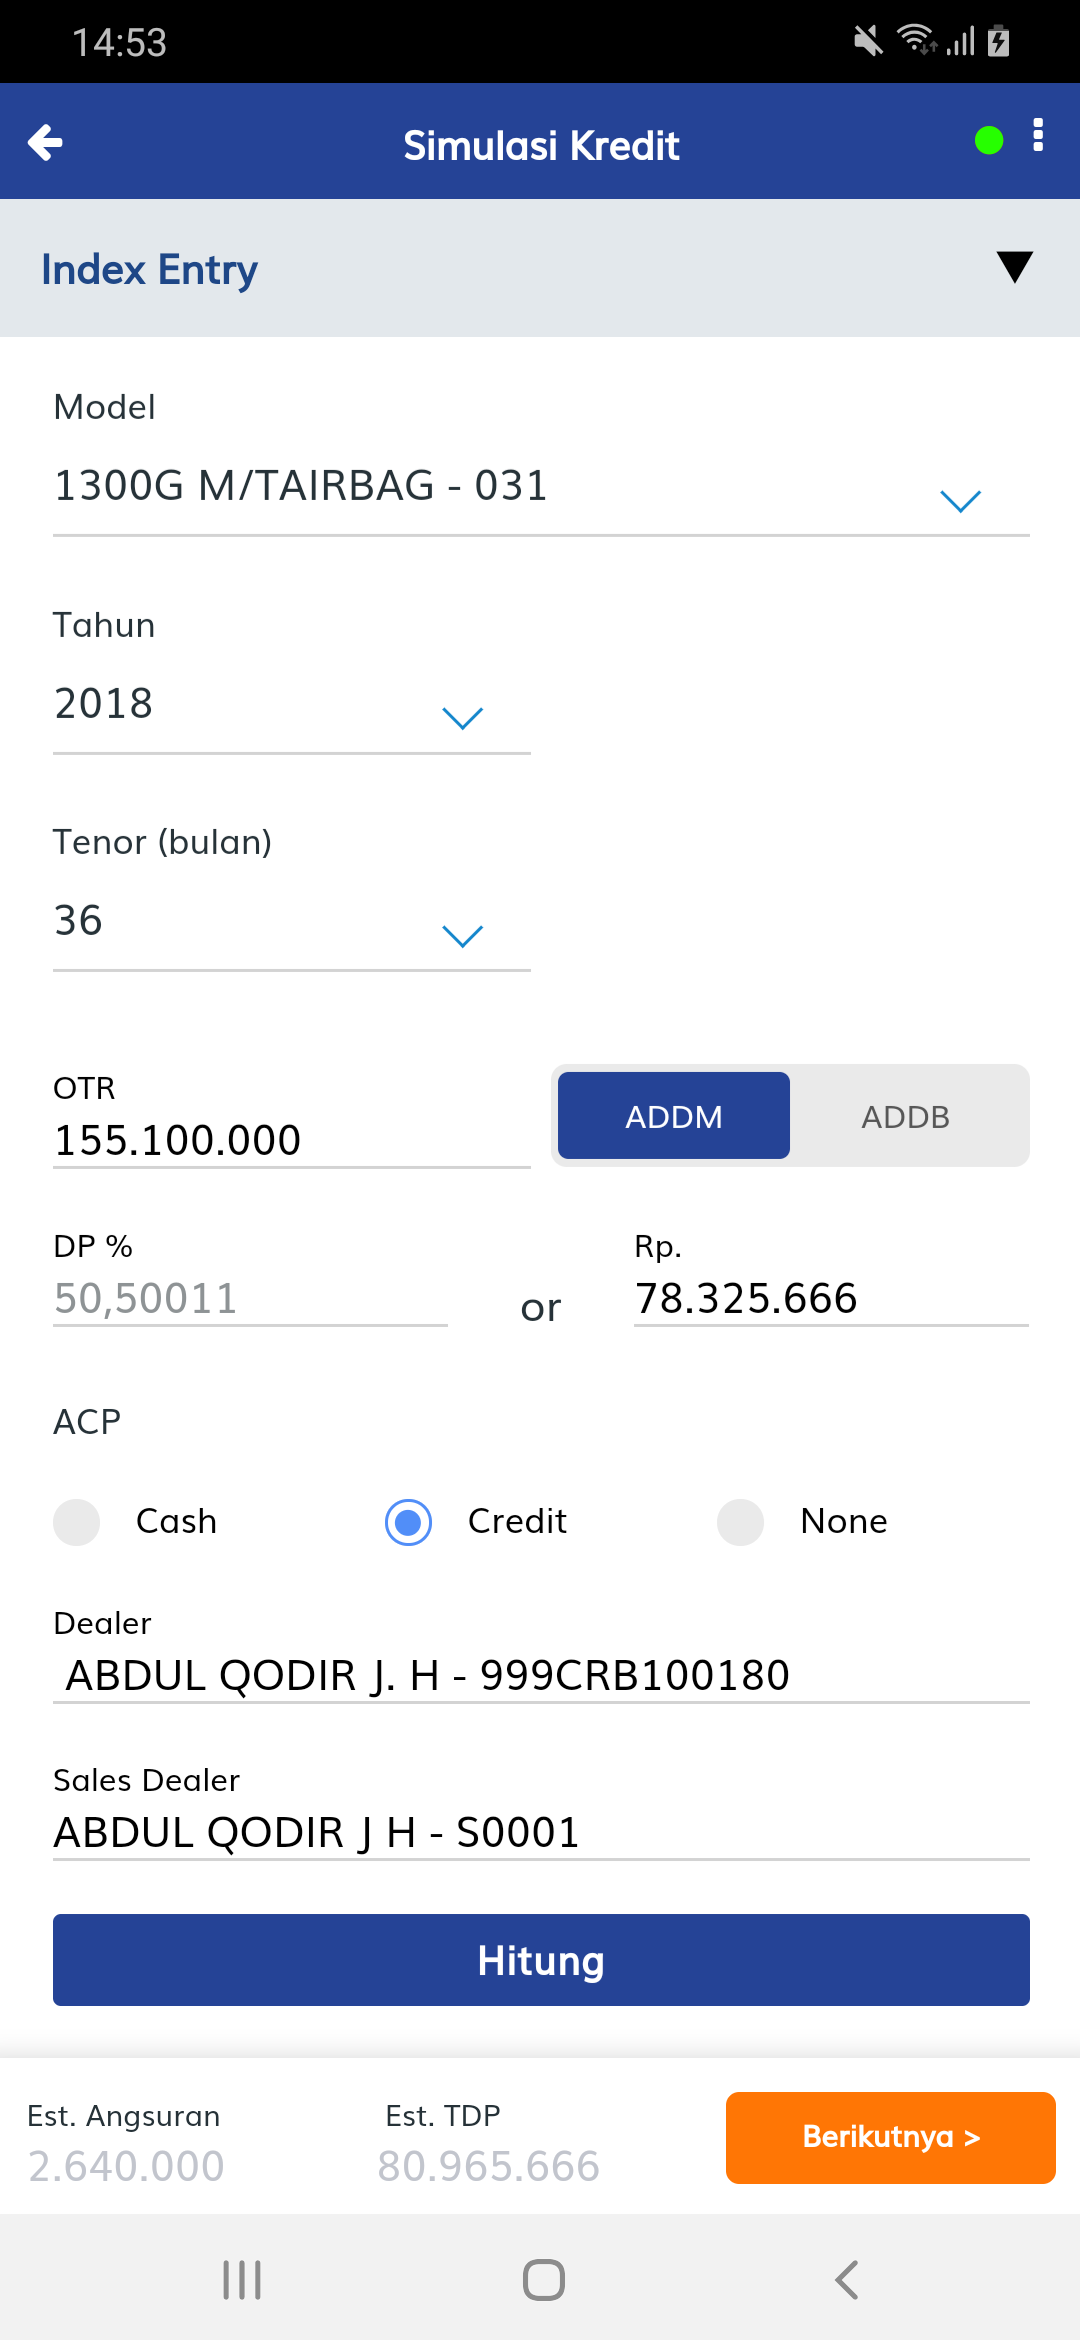 14:53
Simulasi Kredit
Index Entry
Model
1300G M/TAIRBAG - 031
Tahun
2018
Tenor (bulan)
36
OTR
155.100.000
ADDM ADDB
DP %
50,50011
or
Rp.
78.325.666
ACP
Cash Credit None
Dealer
ABDUL QODIR J. H - 999CRB100180
Sales Dealer
ABDUL QODIR J H - S0001
Hitung
Est. Angsuran
2.640.000
Est. TDP
80.965.666
Berikutnya >